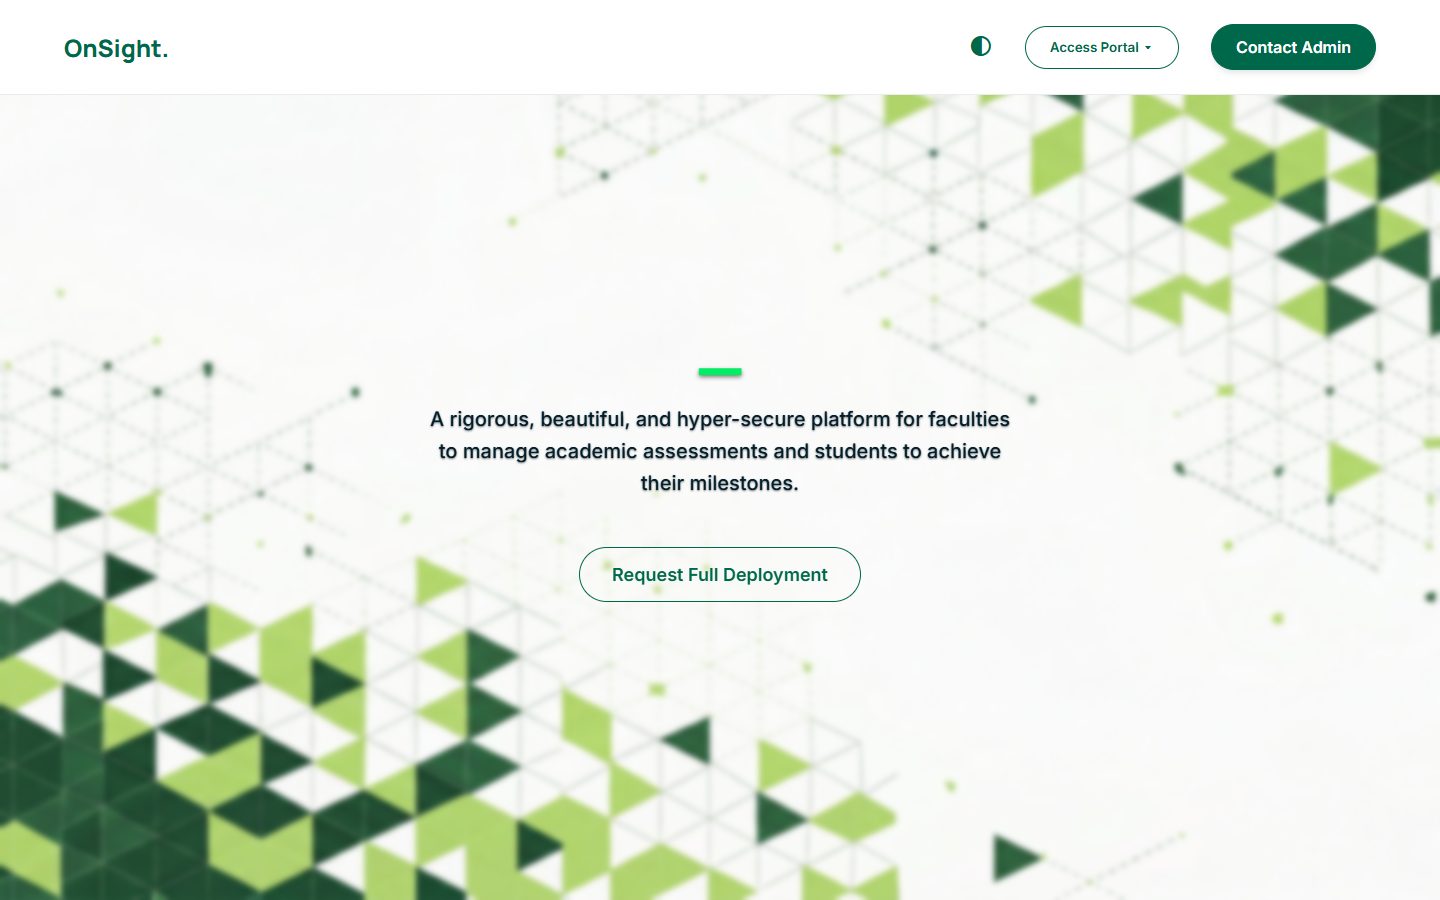 OnSight.
Access Portal
Contact Admin
A rigorous, beautiful, and hyper-secure platform for faculties
to manage academic assessments and students to achieve
their milestones.
Request Full Deployment